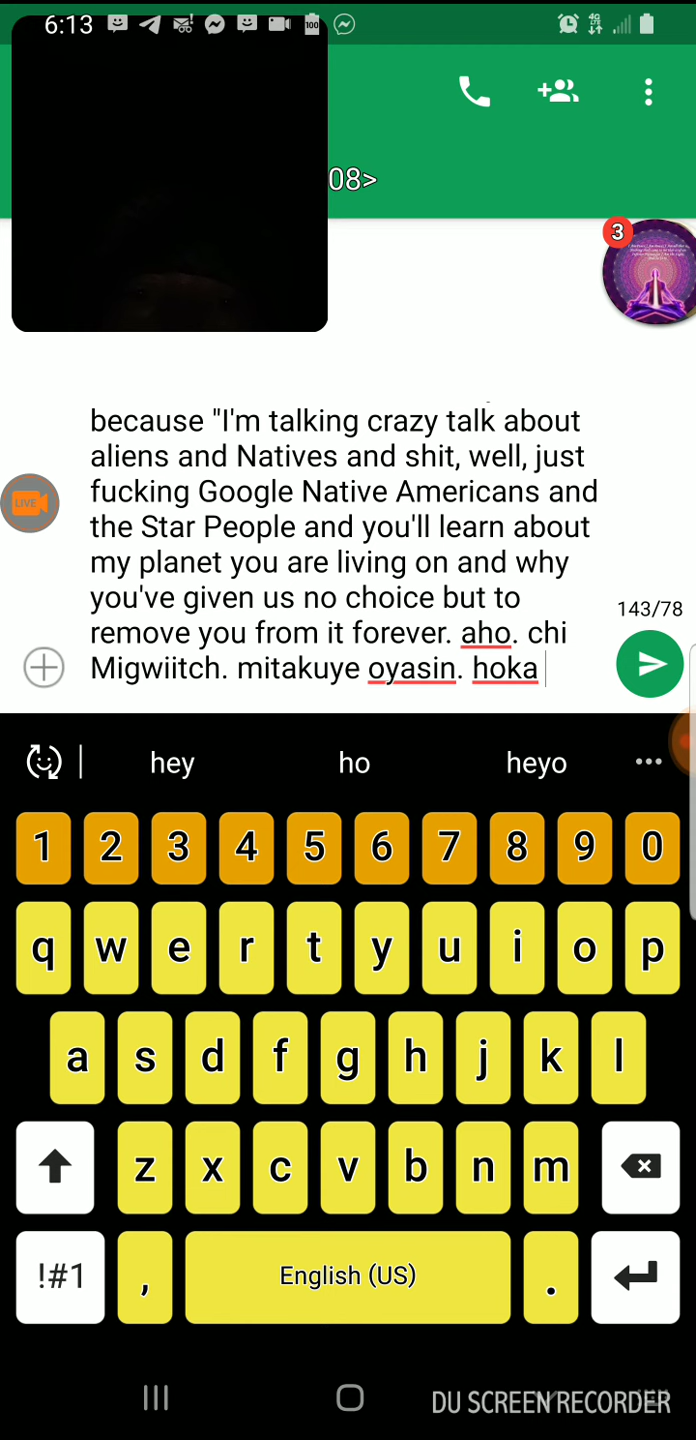 6:13
100
4G
08>
3
because "I'm talking crazy talk about
aliens and Natives and shit, well, just
fucking Google Native Americans and
the Star People and you'll learn about
LIVE
my planet you are living on and why
you've given us no choice but to
143/78
remove you from it forever. aho. chi
Migwiitch. mitakuye oyasin. hoka
hey
ho
heyo
1 2 3 4 5 6 7 8 9 0
q w e r t y u i o p
a s d f g h j k l
z x c v b n m
!#1 , English (US) .
DU SCREEN RECORDER